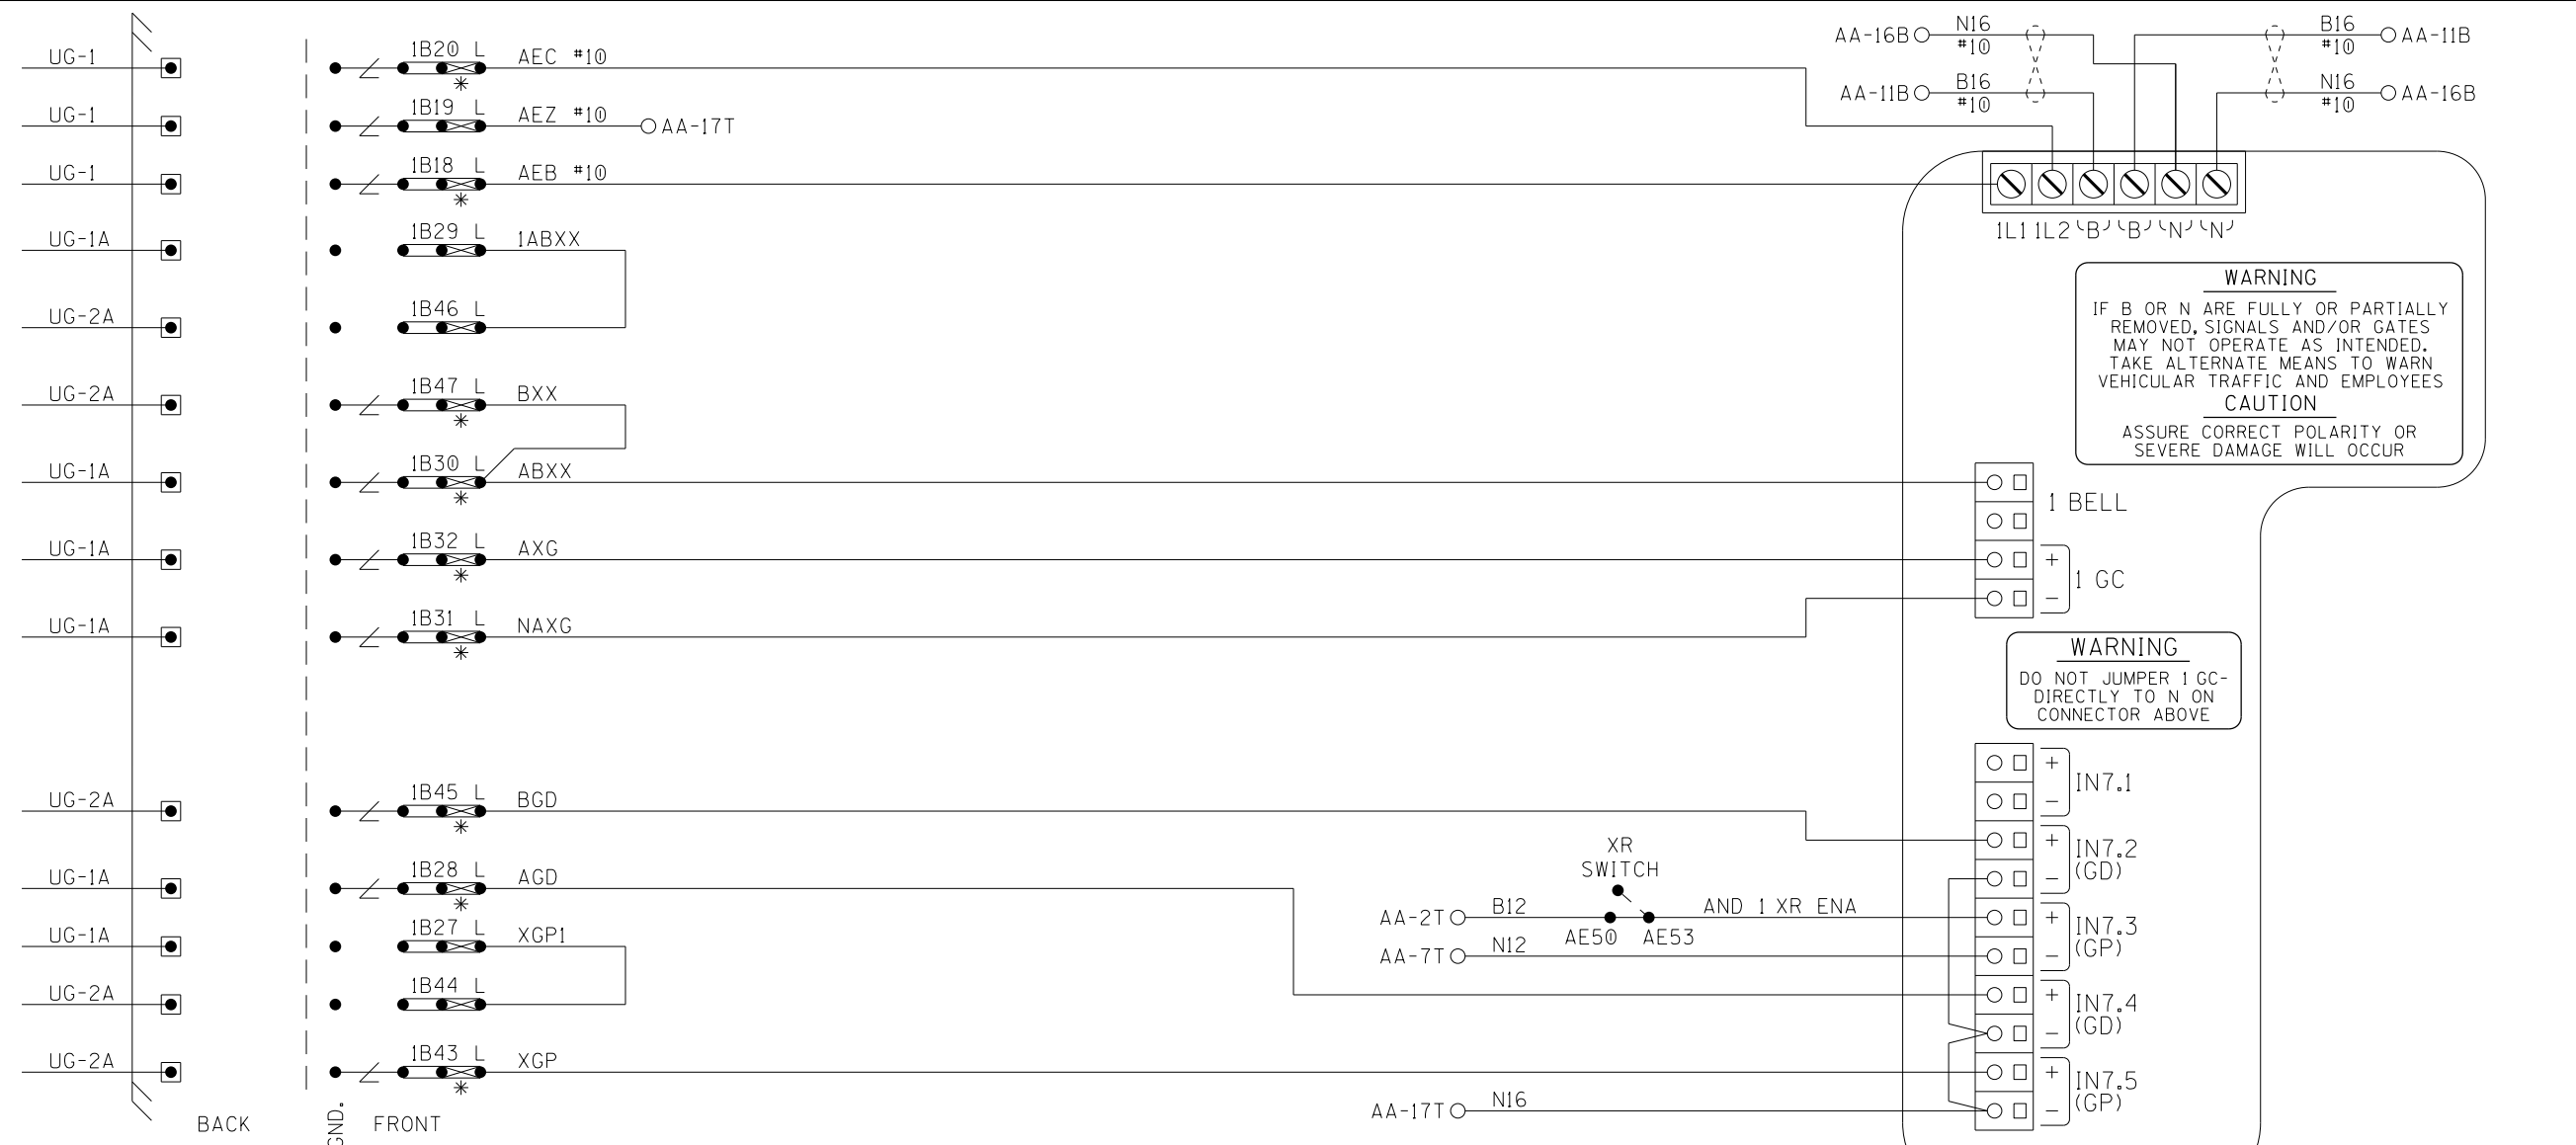 UG-1 1B20 L AEC #10
UG-1 1B19 L AEZ #10 AA-17T
UG-1 1B18 L AEB #10
UG-1A 1B29 L 1ABXX
UG-2A 1B46 L
UG-2A 1B47 L BXX
UG-1A 1B30 L ABXX
UG-1A 1B32 L AXG
UG-1A 1B31 L NAXG
UG-2A 1B45 L BGD
UG-1A 1B28 L AGD
UG-1A 1B27 L XGP1
UG-2A 1B44 L
UG-2A 1B43 L XGP
BACK
GND.
FRONT
AA-16B N16 #10
AA-11B B16 #10
B16 #10 AA-11B
N16 #10 AA-16B
1L1 1L2 B B N N
WARNING
IF B OR N ARE FULLY OR PARTIALLY
REMOVED, SIGNALS AND/OR GATES
MAY NOT OPERATE AS INTENDED.
TAKE ALTERNATE MEANS TO WARN
VEHICULAR TRAFFIC AND EMPLOYEES
CAUTION
ASSURE CORRECT POLARITY OR
SEVERE DAMAGE WILL OCCUR
1 BELL
+
1 GC
-
WARNING
DO NOT JUMPER 1 GC-
DIRECTLY TO N ON
CONNECTOR ABOVE
+
IN7.1
-
+
IN7.2
(GD)
-
XR
SWITCH
AA-2T B12 AND 1 XR ENA
AE50 AE53
AA-7T N12
+
IN7.3
(GP)
-
+
IN7.4
(GD)
-
+
IN7.5
(GP)
-
AA-17T N16